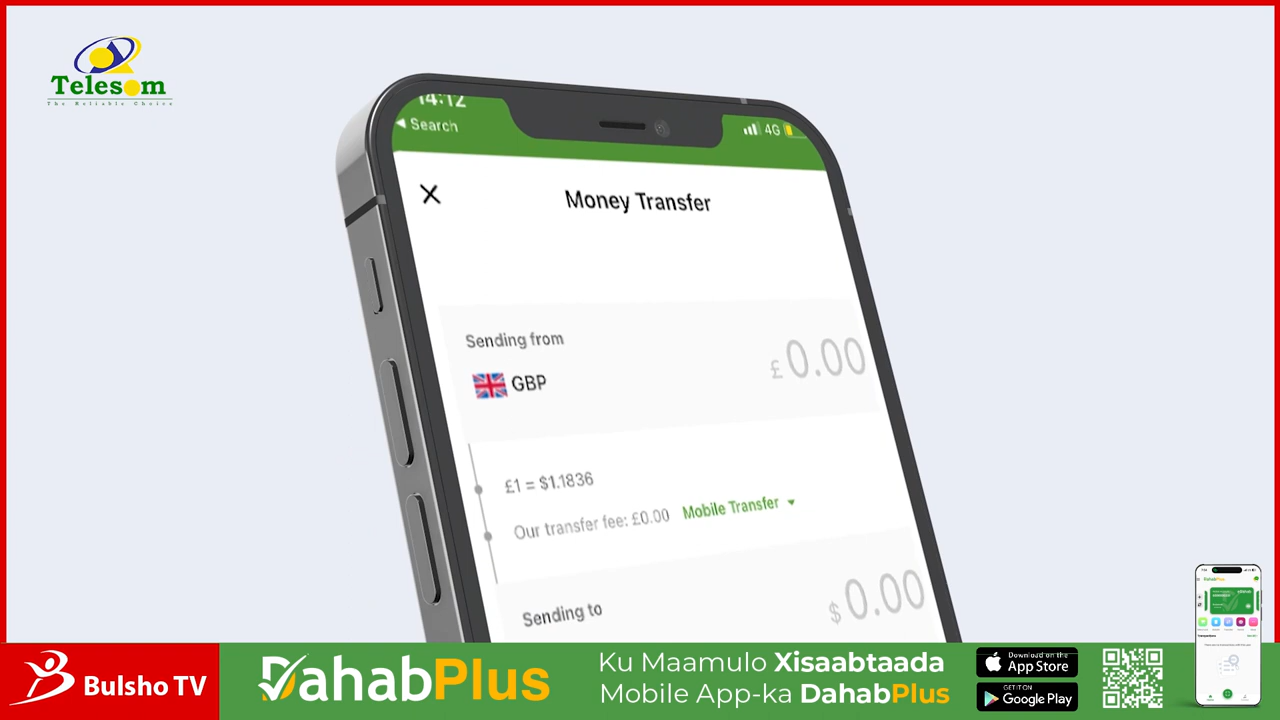 Telesom
The Reliable Choice
14:12
Search
4G
Money Transfer
Sending from
GBP
£0.00
£1 = $1.1836
Our transfer fee: £0.00 Mobile Transfer
Sending to
$0.00
DahabPlus
Bulsho TV
DahabPlus
Ku Maamulo Xisaabtaada
Mobile App-ka DahabPlus
Download on the
App Store
GET IT ON
Google Play